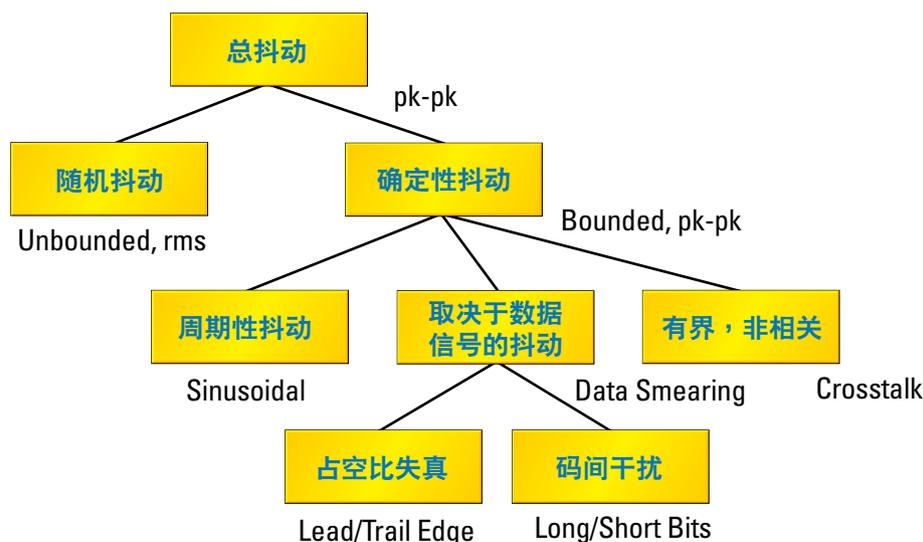 总抖动
pk-pk
随机抖动
确定性抖动
Unbounded, rms
Bounded, pk-pk
周期性抖动
取决于数据
信号的抖动
有界，非相关
Sinusoidal
Data Smearing
Crosstalk
占空比失真
码间干扰
Lead/Trail Edge
Long/Short Bits